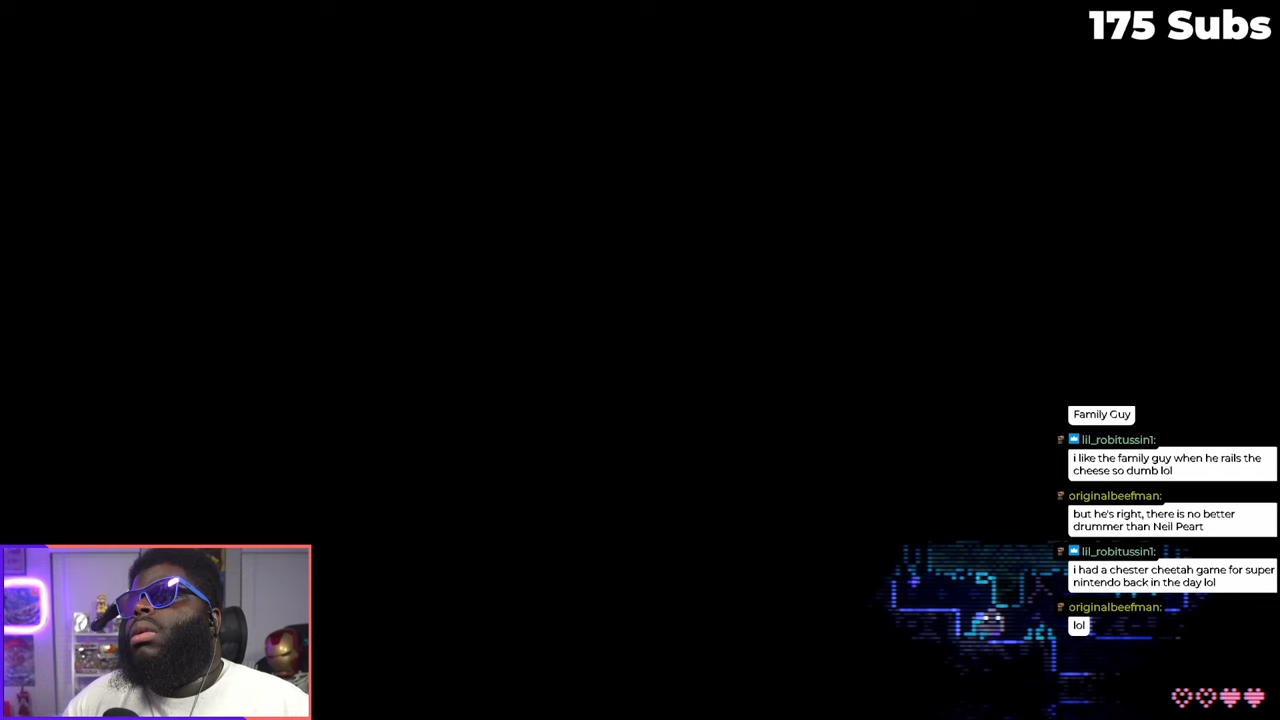 175 Subs
Family Guy
lil_robitussin1:
i like the family guy when he rails the
cheese so dumb lol
originalbeefman:
but he's right, there is no better
drummer than Neil Peart
lil_robitussin1:
i had a chester cheetah game for super
nintendo back in the day lol
originalbeefman:
lol